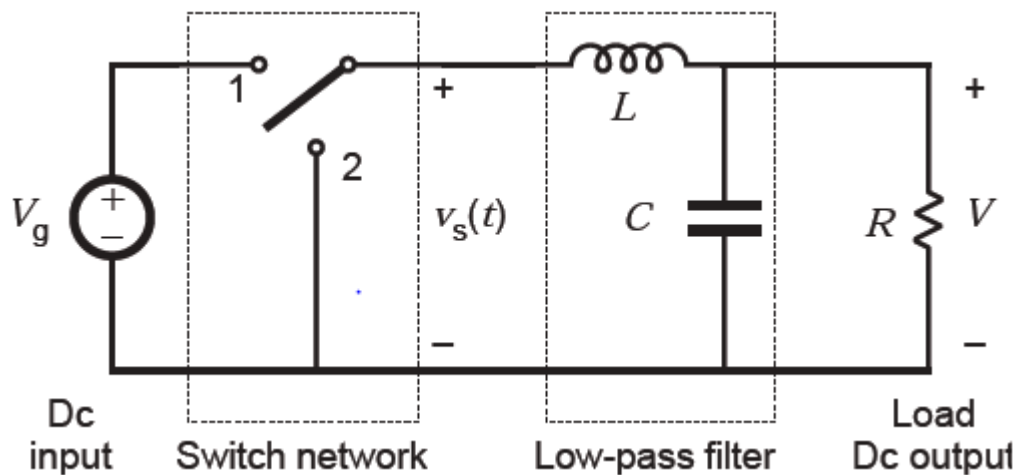 1
+
L
+
2
V_g
+
−
v_s(t)
C
R
V
−
−
Dc
input
Switch network
Low-pass filter
Load
Dc output